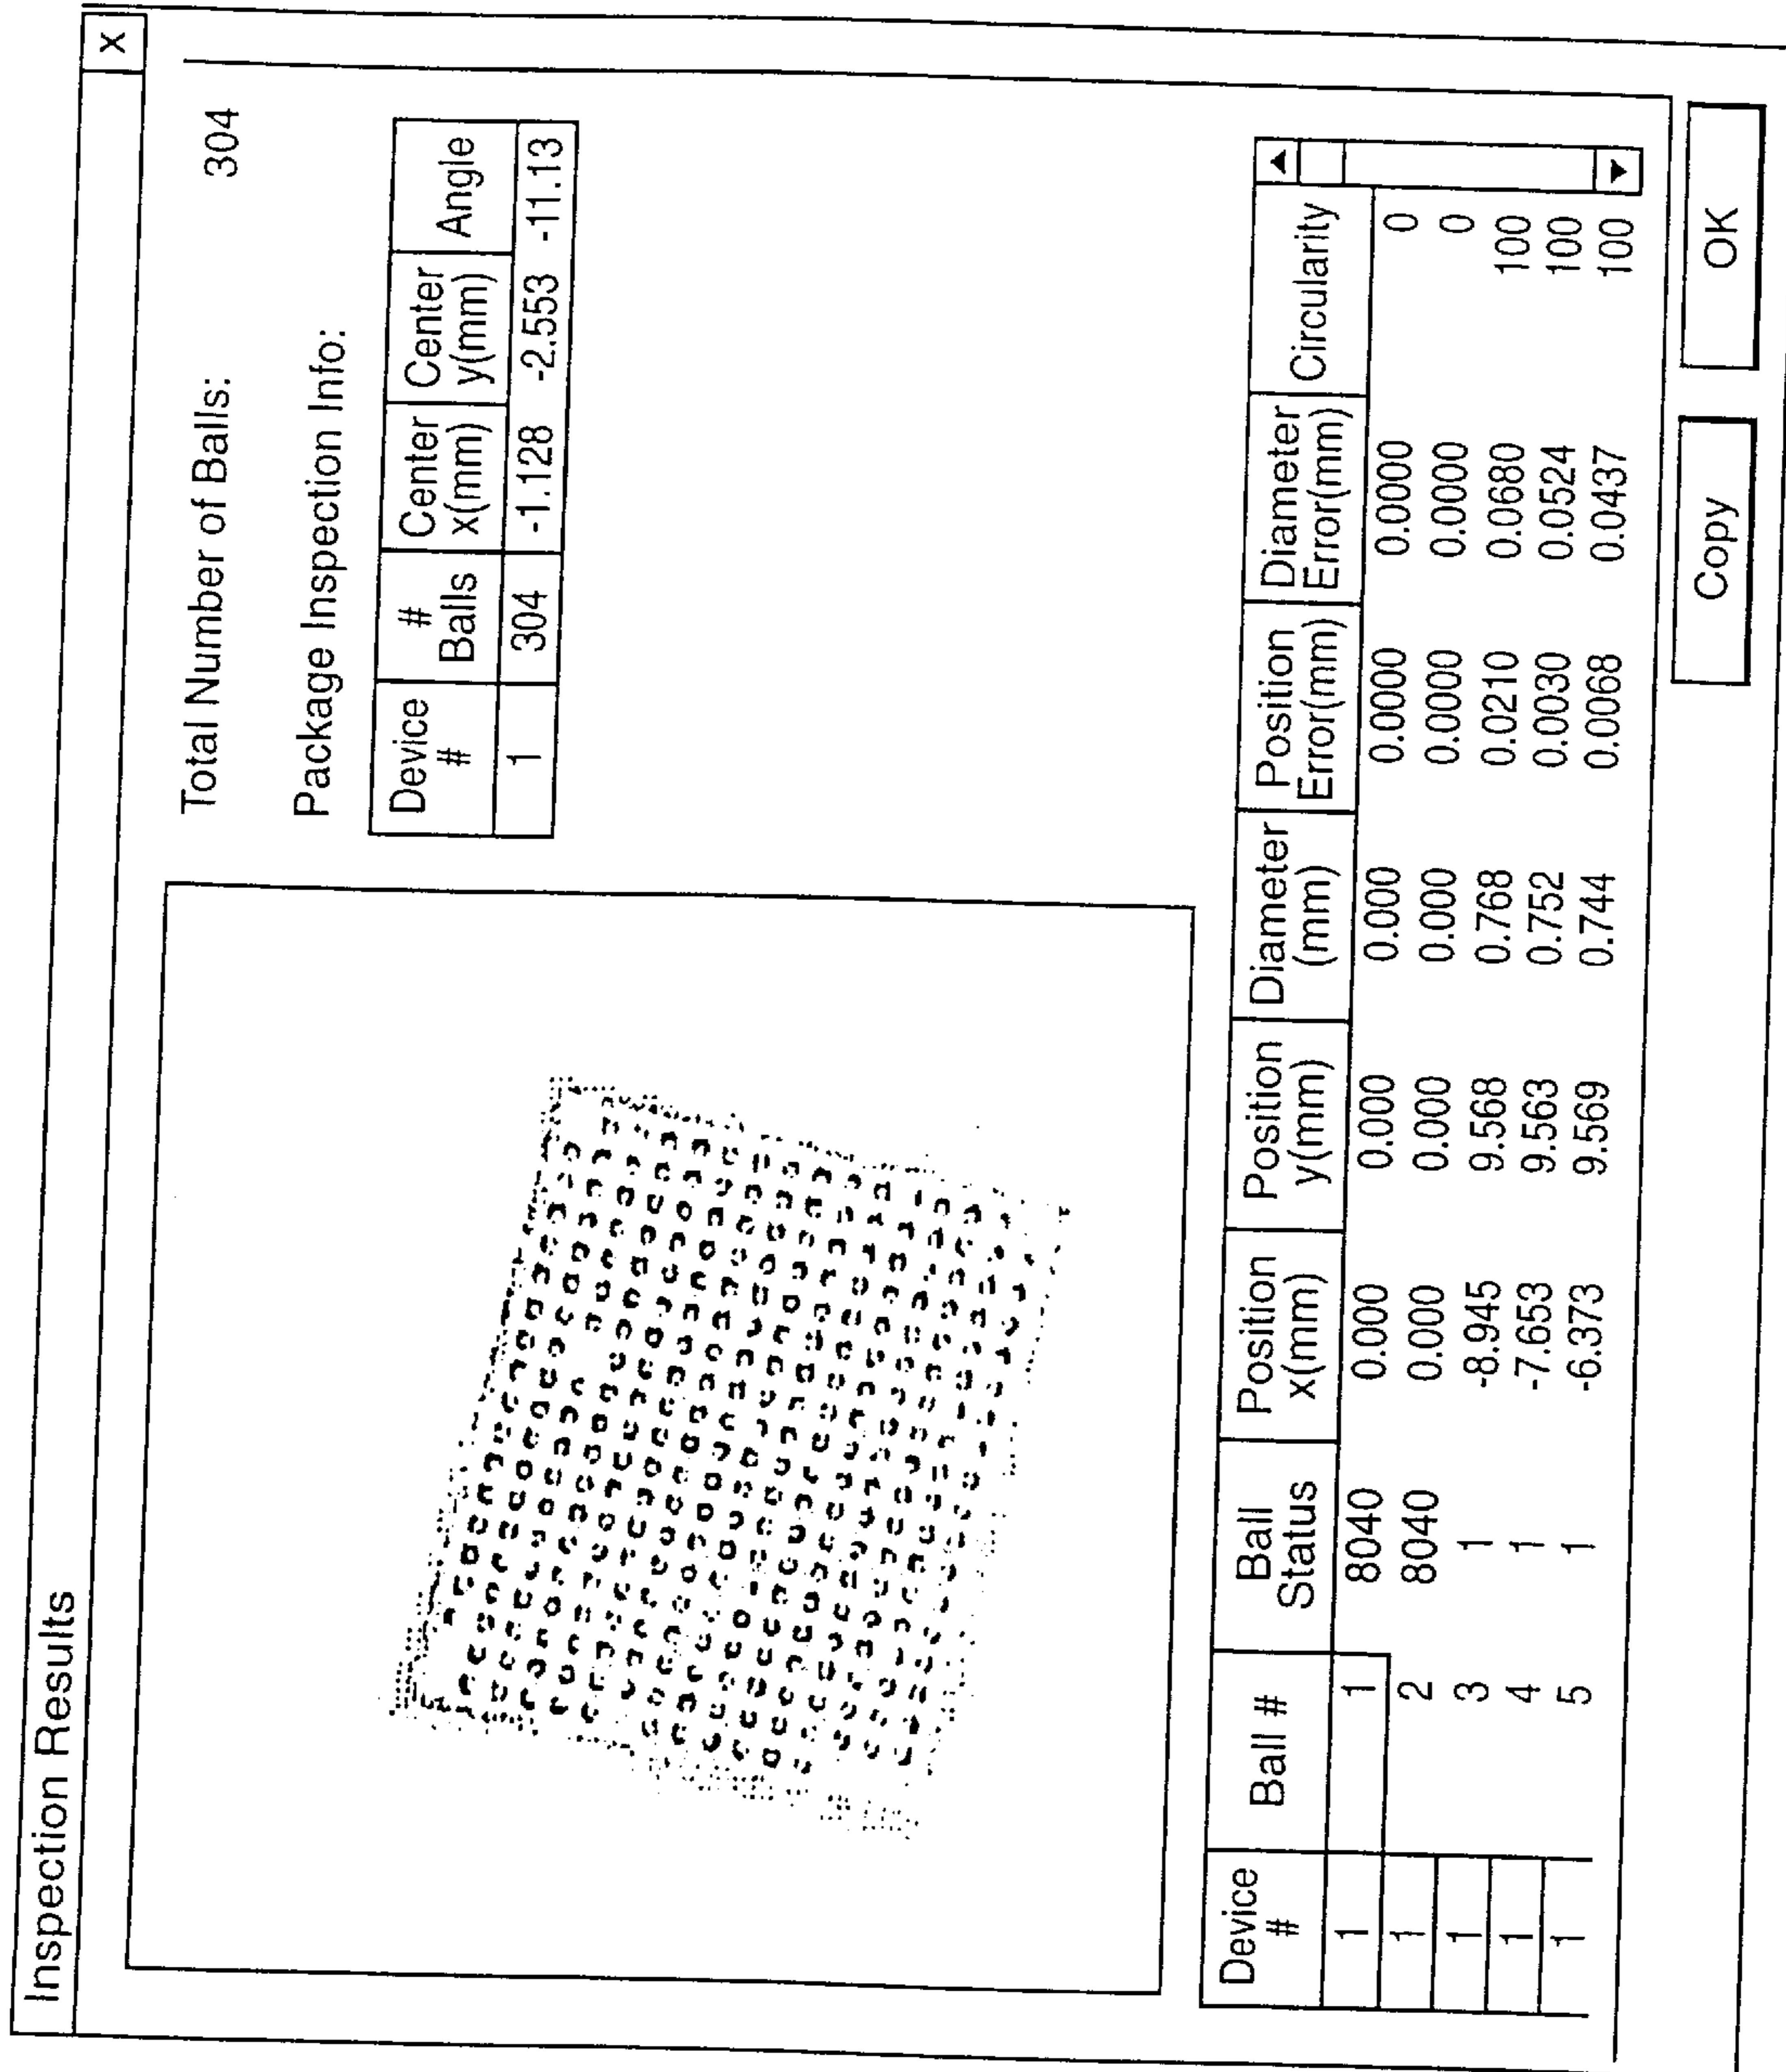 Inspection Results
X
Total Number of Balls: 304
Package Inspection Info:
Device # | # Balls | Center x(mm) | Center y(mm) | Angle
1 | 304 | -1.128 | -2.553 | -11.13
Device # | Ball # | Ball Status | Position x(mm) | Position y(mm) | Diameter (mm) | Position Error(mm) | Diameter Error(mm) | Circularity
1 | 1 | 8040 | 0.000 | 0.000 | 0.000 | 0.0000 | 0.0000 | 0
1 | 2 | 8040 | 0.000 | 0.000 | 0.000 | 0.0000 | 0.0000 | 0
1 | 3 | 1 | -8.945 | 9.568 | 0.768 | 0.0210 | 0.0680 | 100
1 | 4 | 1 | -7.653 | 9.563 | 0.752 | 0.0030 | 0.0524 | 100
1 | 5 | 1 | -6.373 | 9.569 | 0.744 | 0.0068 | 0.0437 | 100
Copy
OK